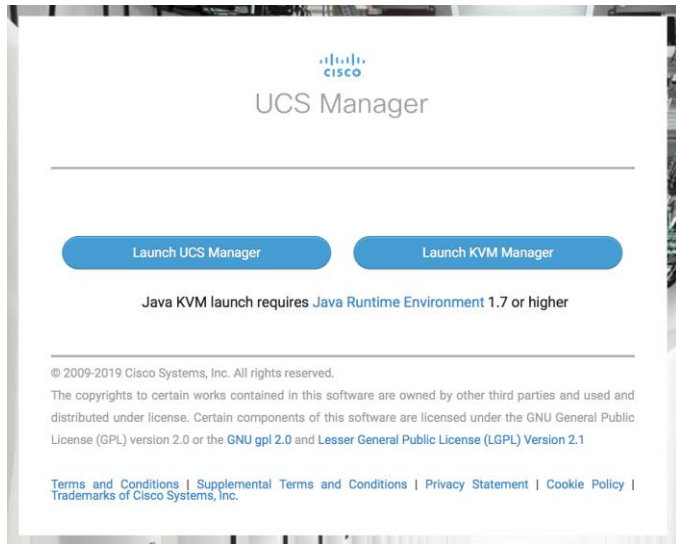 CISCO
UCS Manager
Launch UCS Manager
Launch KVM Manager
Java KVM launch requires Java Runtime Environment 1.7 or higher
© 2009-2019 Cisco Systems, Inc. All rights reserved.
The copyrights to certain works contained in this software are owned by other third parties and used and
distributed under license. Certain components of this software are licensed under the GNU General Public
License (GPL) version 2.0 or the GNU gpl 2.0 and Lesser General Public License (LGPL) Version 2.1
Terms and Conditions | Supplemental Terms and Conditions | Privacy Statement | Cookie Policy |
Trademarks of Cisco Systems, Inc.